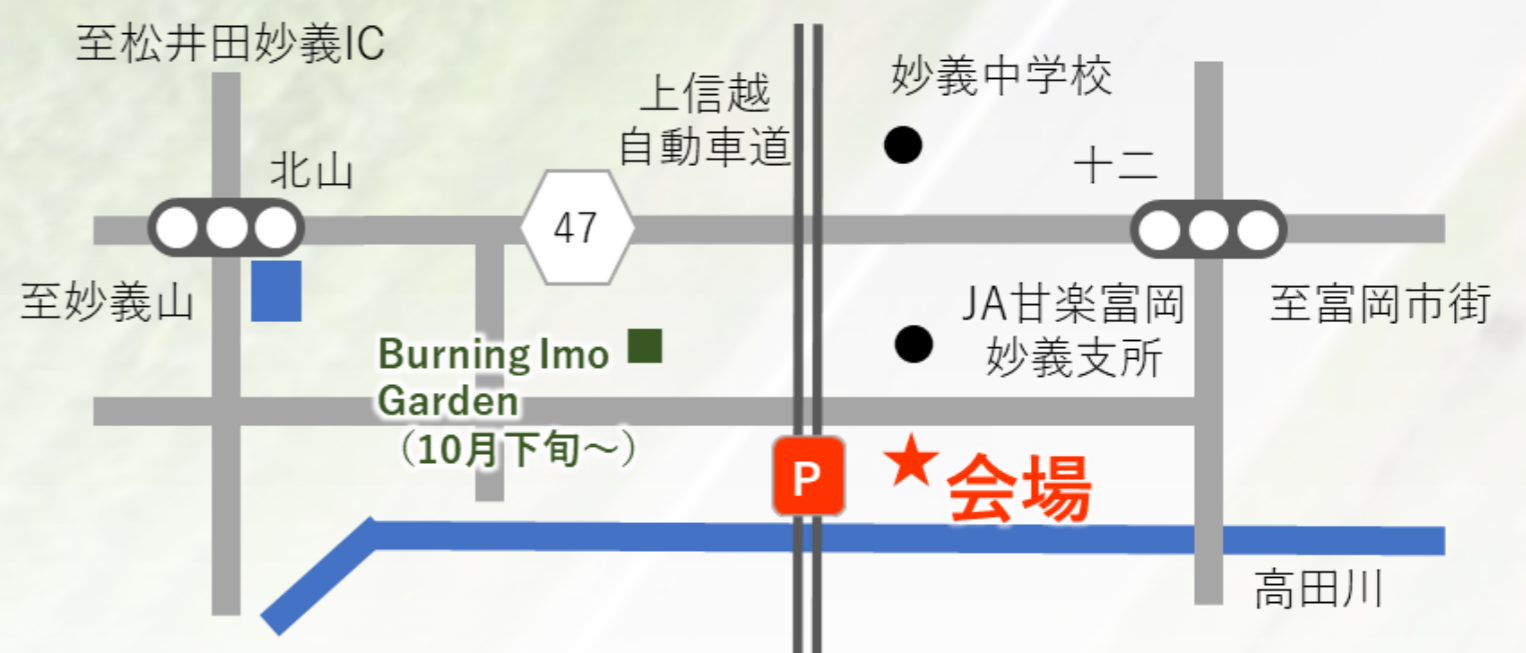 至松井田妙義IC
上信越
自動車道
妙義中学校
北山
十二
47
至妙義山
JA甘楽富岡
妙義支所
至富岡市街
Burning Imo
Garden
（10月下旬～）
P
★会場
高田川